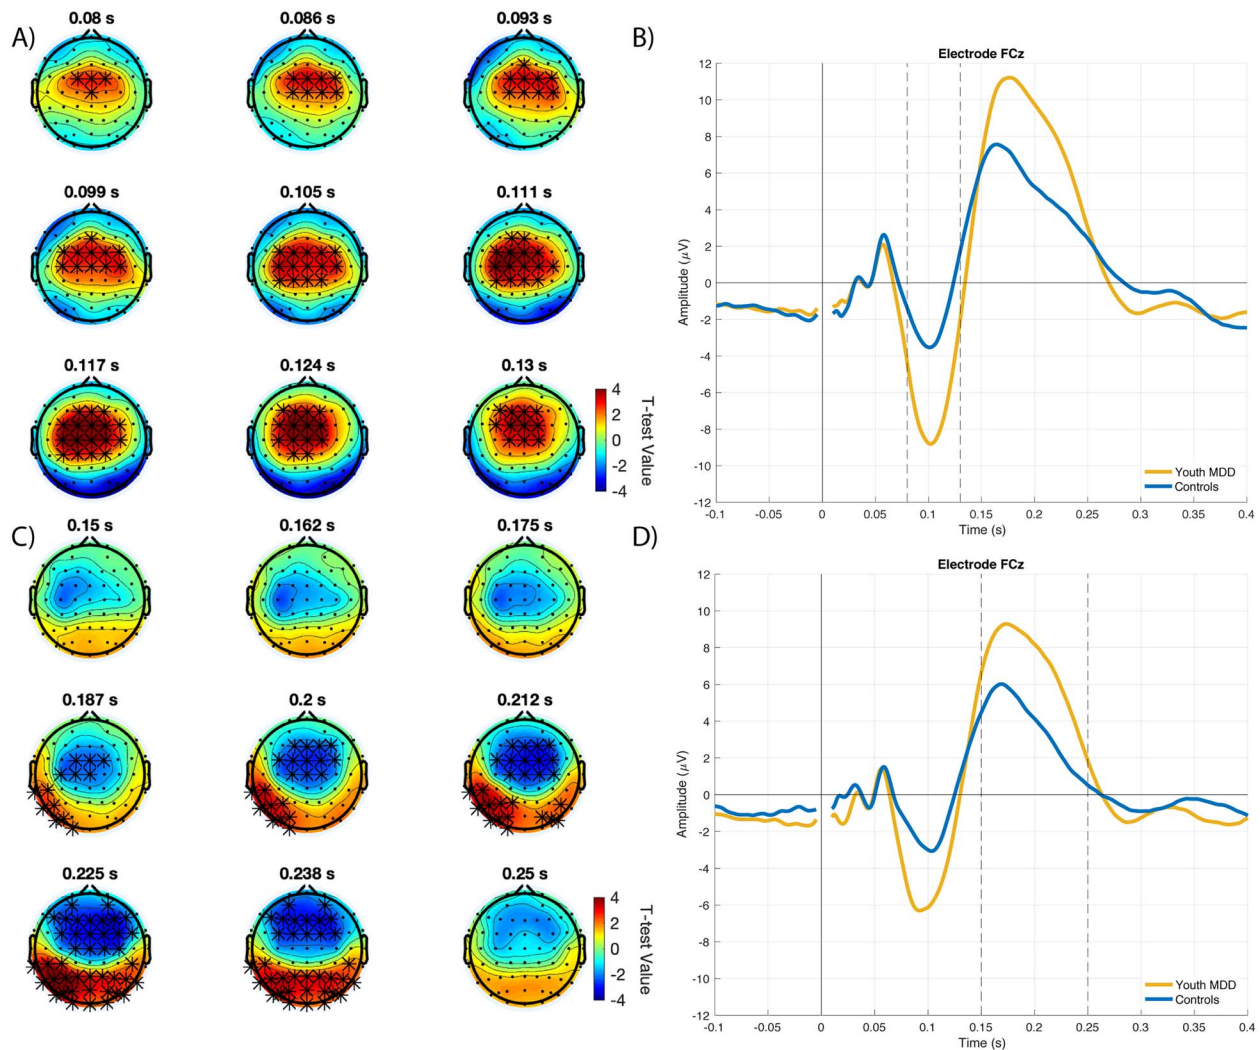 A)
0.08 s
0.086 s
0.093 s
0.099 s
0.105 s
0.111 s
0.117 s
0.124 s
0.13 s
4
2
0
-2
-4
T-test Value
B)
Electrode FCz
12
10
8
6
4
2
0
-2
-4
-6
-8
-10
-12
Amplitude (μV)
Youth MDD
Controls
-0.1
-0.05
0
0.05
0.1
0.15
0.2
0.25
0.3
0.35
0.4
Time (s)
C)
0.15 s
0.162 s
0.175 s
0.187 s
0.2 s
0.212 s
0.225 s
0.238 s
0.25 s
4
2
0
-2
-4
T-test Value
D)
Electrode FCz
12
10
8
6
4
2
0
-2
-4
-6
-8
-10
-12
Amplitude (μV)
Youth MDD
Controls
-0.1
-0.05
0
0.05
0.1
0.15
0.2
0.25
0.3
0.35
0.4
Time (s)